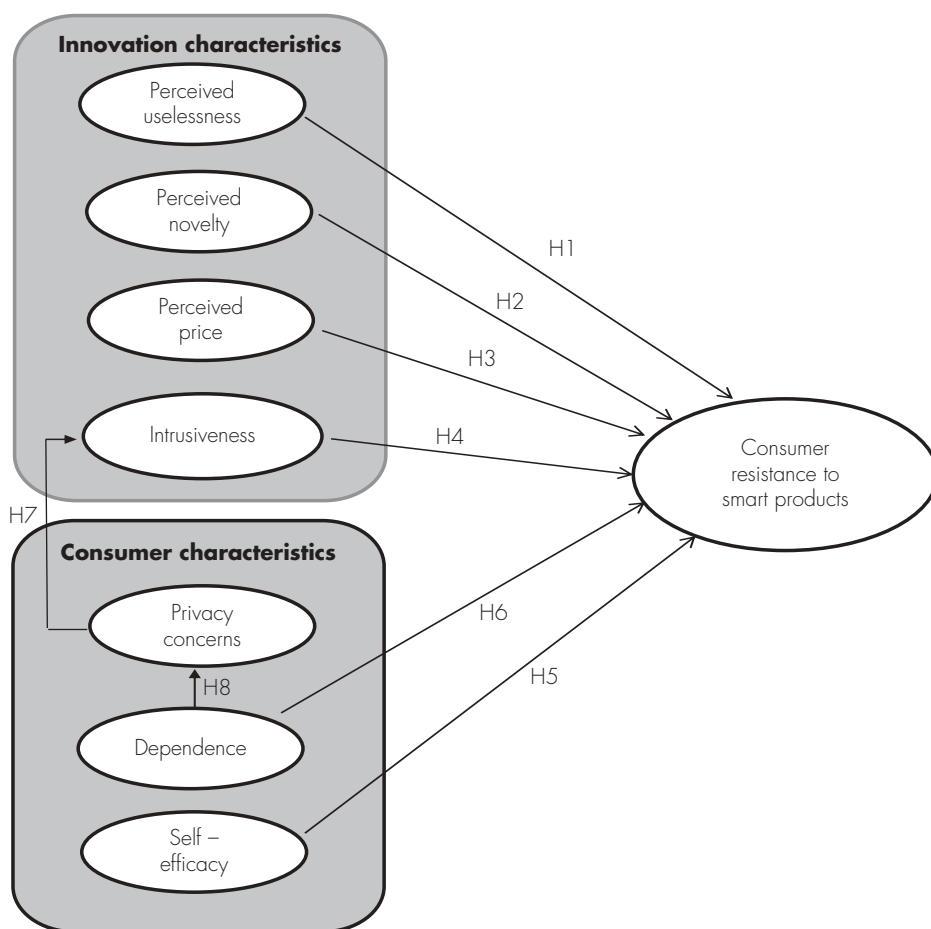 Innovation characteristics
Perceived
uselessness
Perceived
novelty
Perceived
price
Intrusiveness
H1
H2
H3
H4
Consumer
resistance to
smart products
H7
Consumer characteristics
Privacy
concerns
H8
Dependence
Self –
efficacy
H6
H5